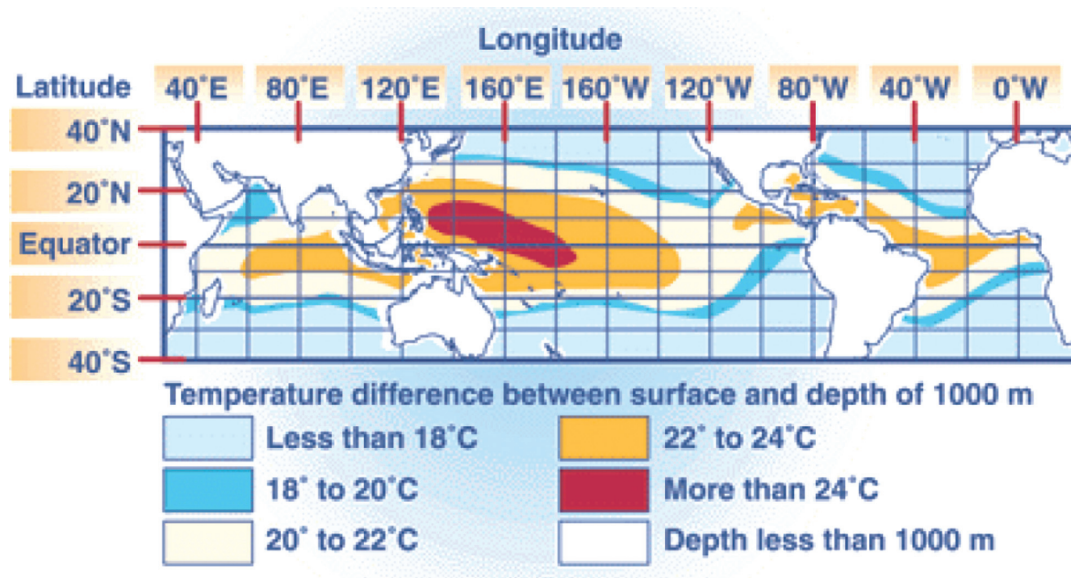 Longitude
Latitude 40˚E 80˚E 120˚E 160˚E 160˚W 120˚W 80˚W 40˚W 0˚W
40˚N
20˚N
Equator
20˚S
40˚S
Temperature difference between surface and depth of 1000 m
Less than 18˚C 22˚ to 24˚C
18˚ to 20˚C More than 24˚C
20˚ to 22˚C Depth less than 1000 m